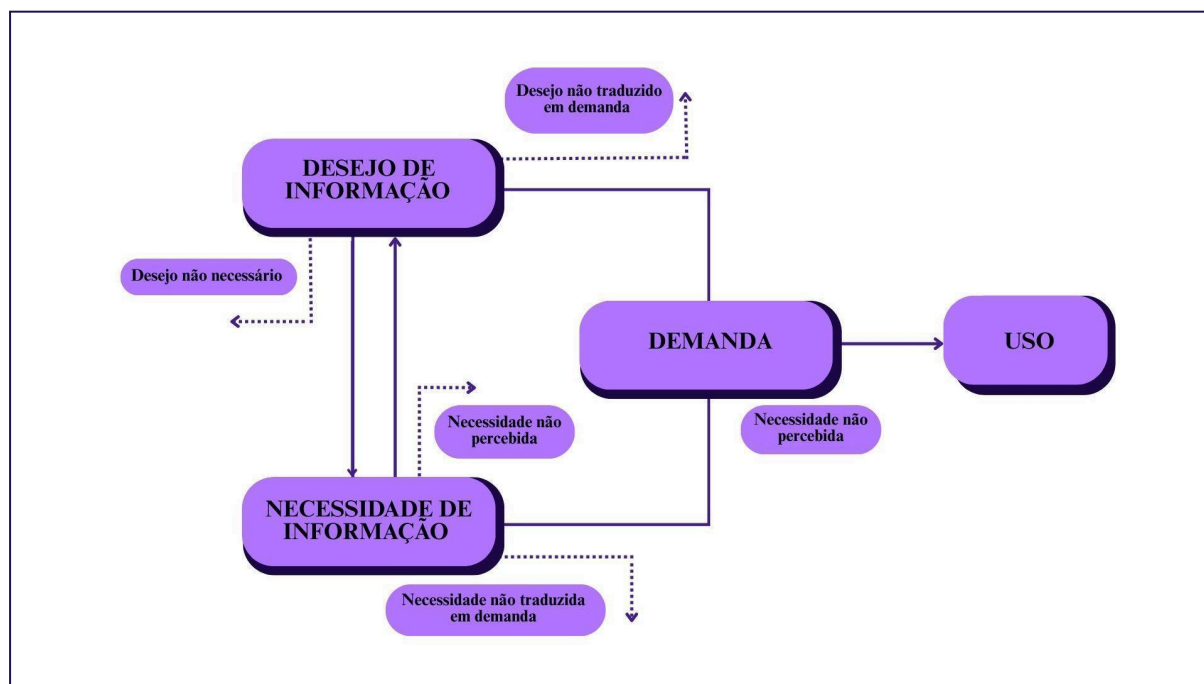 Desejo não traduzido
em demanda
DESEJO DE
INFORMAÇÃO
Desejo não necessário
DEMANDA
USO
Necessidade não
percebida
Necessidade não
percebida
NECESSIDADE DE
INFORMAÇÃO
Necessidade não traduzida
em demanda